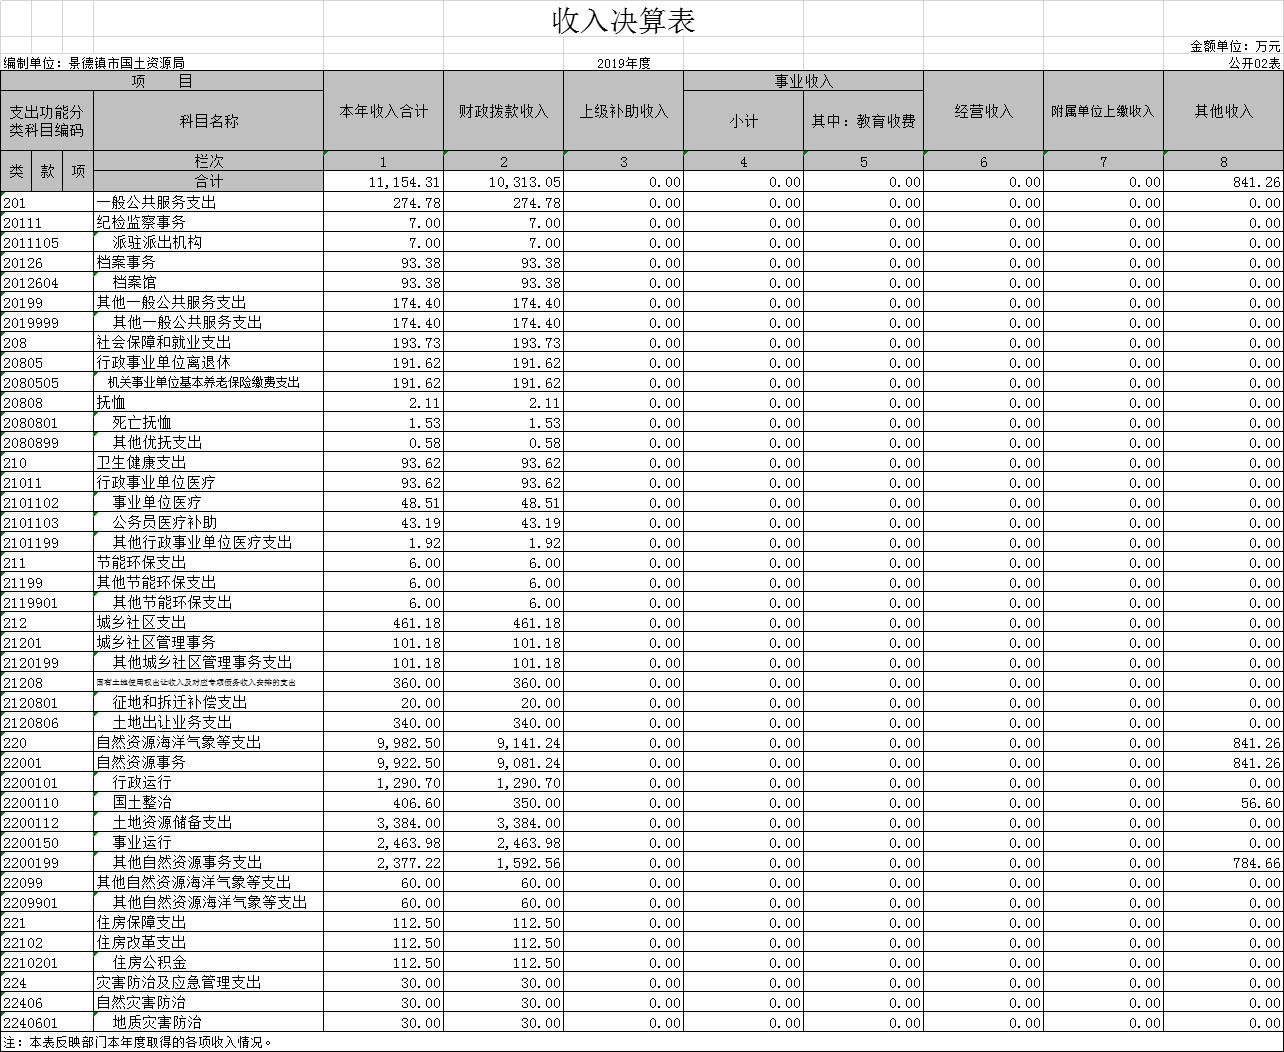 收入决算表
金额单位：万元
编制单位：景德镇市国土资源局 2019年度 公开02表
项 目 本年收入合计 财政拨款收入 上级补助收入 事业收入 经营收入 附属单位上缴收入 其他收入
支出功能分类科目编码 科目名称 小计 其中：教育收费
类 款 项 栏次 1 2 3 4 5 6 7 8
合计 11,154.31 10,313.05 0.00 0.00 0.00 0.00 0.00 841.26
201 一般公共服务支出 274.78 274.78 0.00 0.00 0.00 0.00 0.00 0.00
20111 纪检监察事务 7.00 7.00 0.00 0.00 0.00 0.00 0.00 0.00
2011105 派驻派出机构 7.00 7.00 0.00 0.00 0.00 0.00 0.00 0.00
20126 档案事务 93.38 93.38 0.00 0.00 0.00 0.00 0.00 0.00
2012604 档案馆 93.38 93.38 0.00 0.00 0.00 0.00 0.00 0.00
20199 其他一般公共服务支出 174.40 174.40 0.00 0.00 0.00 0.00 0.00 0.00
2019999 其他一般公共服务支出 174.40 174.40 0.00 0.00 0.00 0.00 0.00 0.00
208 社会保障和就业支出 193.73 193.73 0.00 0.00 0.00 0.00 0.00 0.00
20805 行政事业单位离退休 191.62 191.62 0.00 0.00 0.00 0.00 0.00 0.00
2080505 机关事业单位基本养老保险缴费支出 191.62 191.62 0.00 0.00 0.00 0.00 0.00 0.00
20808 抚恤 2.11 2.11 0.00 0.00 0.00 0.00 0.00 0.00
2080801 死亡抚恤 1.53 1.53 0.00 0.00 0.00 0.00 0.00 0.00
2080899 其他优抚支出 0.58 0.58 0.00 0.00 0.00 0.00 0.00 0.00
210 卫生健康支出 93.62 93.62 0.00 0.00 0.00 0.00 0.00 0.00
21011 行政事业单位医疗 93.62 93.62 0.00 0.00 0.00 0.00 0.00 0.00
2101102 事业单位医疗 48.51 48.51 0.00 0.00 0.00 0.00 0.00 0.00
2101103 公务员医疗补助 43.19 43.19 0.00 0.00 0.00 0.00 0.00 0.00
2101199 其他行政事业单位医疗支出 1.92 1.92 0.00 0.00 0.00 0.00 0.00 0.00
211 节能环保支出 6.00 6.00 0.00 0.00 0.00 0.00 0.00 0.00
21199 其他节能环保支出 6.00 6.00 0.00 0.00 0.00 0.00 0.00 0.00
2119901 其他节能环保支出 6.00 6.00 0.00 0.00 0.00 0.00 0.00 0.00
212 城乡社区支出 461.18 461.18 0.00 0.00 0.00 0.00 0.00 0.00
21201 城乡社区管理事务 101.18 101.18 0.00 0.00 0.00 0.00 0.00 0.00
2120199 其他城乡社区管理事务支出 101.18 101.18 0.00 0.00 0.00 0.00 0.00 0.00
21208 国有土地使用权出让收入及对应专项债务收入安排的支出 360.00 360.00 0.00 0.00 0.00 0.00 0.00 0.00
2120801 征地和拆迁补偿支出 20.00 20.00 0.00 0.00 0.00 0.00 0.00 0.00
2120806 土地出让业务支出 340.00 340.00 0.00 0.00 0.00 0.00 0.00 0.00
220 自然资源海洋气象等支出 9,982.50 9,141.24 0.00 0.00 0.00 0.00 0.00 841.26
22001 自然资源事务 9,922.50 9,081.24 0.00 0.00 0.00 0.00 0.00 841.26
2200101 行政运行 1,290.70 1,290.70 0.00 0.00 0.00 0.00 0.00 0.00
2200110 国土整治 406.60 350.00 0.00 0.00 0.00 0.00 0.00 56.60
2200112 土地资源储备支出 3,384.00 3,384.00 0.00 0.00 0.00 0.00 0.00 0.00
2200150 事业运行 2,463.98 2,463.98 0.00 0.00 0.00 0.00 0.00 0.00
2200199 其他自然资源事务支出 2,377.22 1,592.56 0.00 0.00 0.00 0.00 0.00 784.66
22099 其他自然资源海洋气象等支出 60.00 60.00 0.00 0.00 0.00 0.00 0.00 0.00
2209901 其他自然资源海洋气象等支出 60.00 60.00 0.00 0.00 0.00 0.00 0.00 0.00
221 住房保障支出 112.50 112.50 0.00 0.00 0.00 0.00 0.00 0.00
22102 住房改革支出 112.50 112.50 0.00 0.00 0.00 0.00 0.00 0.00
2210201 住房公积金 112.50 112.50 0.00 0.00 0.00 0.00 0.00 0.00
224 灾害防治及应急管理支出 30.00 30.00 0.00 0.00 0.00 0.00 0.00 0.00
22406 自然灾害防治 30.00 30.00 0.00 0.00 0.00 0.00 0.00 0.00
2240601 地质灾害防治 30.00 30.00 0.00 0.00 0.00 0.00 0.00 0.00
注：本表反映部门本年度取得的各项收入情况。